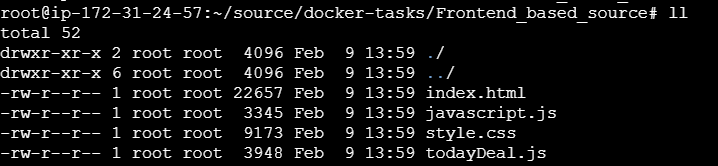 root@ip-172-31-24-57:~/source/docker-tasks/Frontend_based_source# ll
total 52
drwxr-xr-x 2 root root  4096 Feb  9 13:59 ./
drwxr-xr-x 6 root root  4096 Feb  9 13:59 ../
-rw-r--r-- 1 root root 22657 Feb  9 13:59 index.html
-rw-r--r-- 1 root root  3345 Feb  9 13:59 javascript.js
-rw-r--r-- 1 root root  9173 Feb  9 13:59 style.css
-rw-r--r-- 1 root root  3948 Feb  9 13:59 todayDeal.js